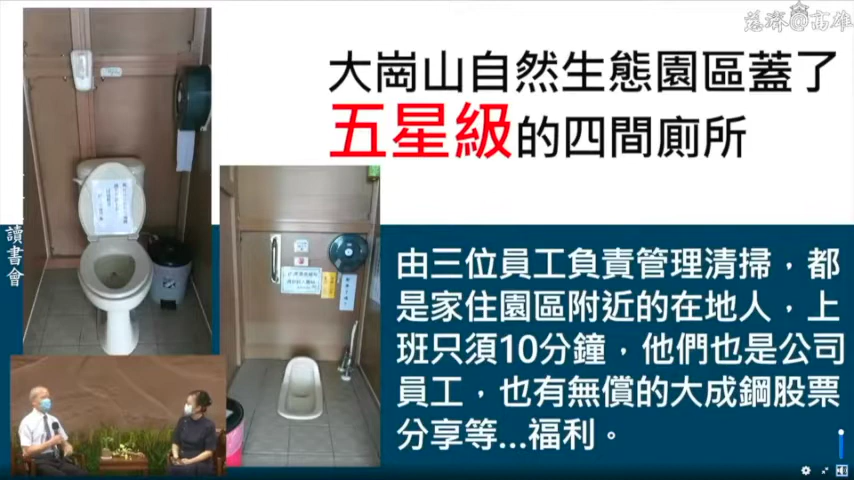 慈濟@高雄
大崗山自然生態園區蓋了
五星級的四間廁所
讀書會
由三位員工負責管理清掃，都
是家住園區附近的在地人，上
班只須10分鐘，他們也是公司
員工，也有無償的大成鋼股票
分享等...福利。